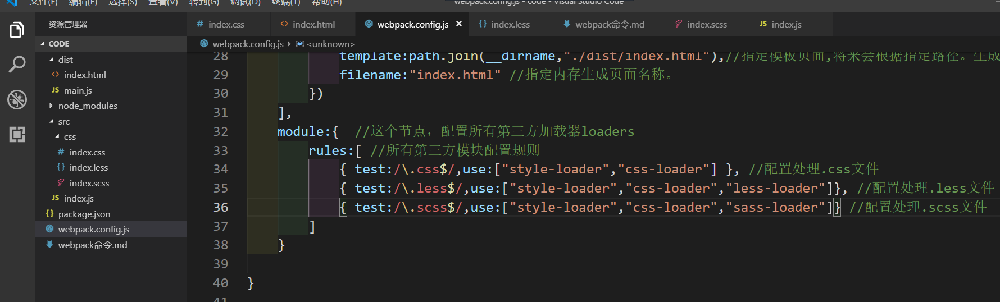 文件(F) 编辑(E) 选择(S) 查看(V) 转到(G) 调试(D) 终端(T) 帮助(H) webpack.config.js - code - Visual Studio Code
资源管理器
CODE
dist
index.html
main.js
node_modules
src
css
index.css
index.less
index.scss
JS index.js
package.json
webpack.config.js
webpack命令.md
# index.css <> index.html webpack.config.js × {} index.less webpack命令.md index.scss JS index.js
webpack.config.js <unknown>
28 template:path.join(__dirname,"./dist/index.html"),//指定模板页面,将来会根据指定路径。生成
29 filename:"index.html" //指定内存生成页面名称。
30 })
31 ],
32 module:{ //这个节点，配置所有第三方加载器loaders
33 rules:[ //所有第三方模块配置规则
34 { test:/\.css$/,use:["style-loader","css-loader"] }, //配置处理.css文件
35 { test:/\.less$/,use:["style-loader","css-loader","less-loader"]}, //配置处理.less文件
36 { test:/\.scss$/,use:["style-loader","css-loader","sass-loader"]} //配置处理.scss文件
37 ]
38 }
39
40 }
41